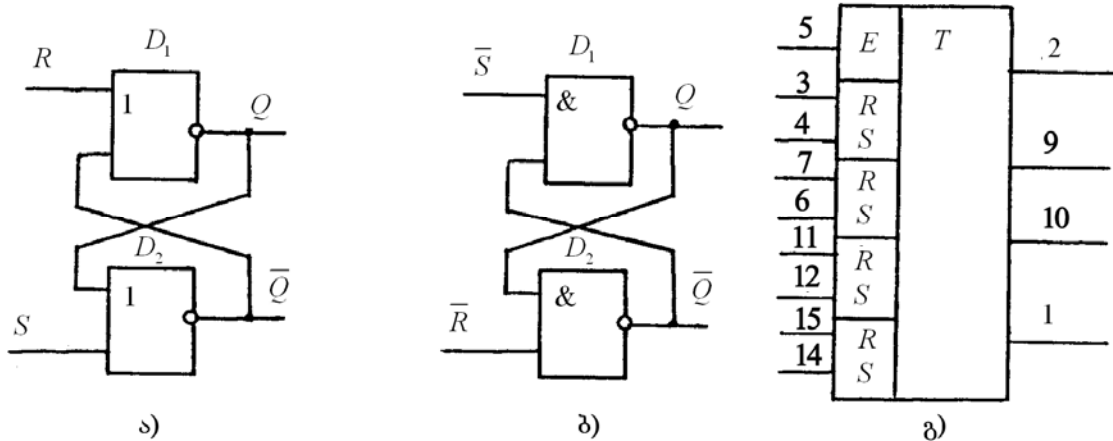 R
D₁
1
Q
D₂
1
S
Q̅
ა)
S̅
D₁
&
Q
D₂
&
R̅
Q̅
ბ)
5 E T 2
3 R
4 S
7 R 9
6 S
11 R 10
12 S
15 R 1
14 S
გ)